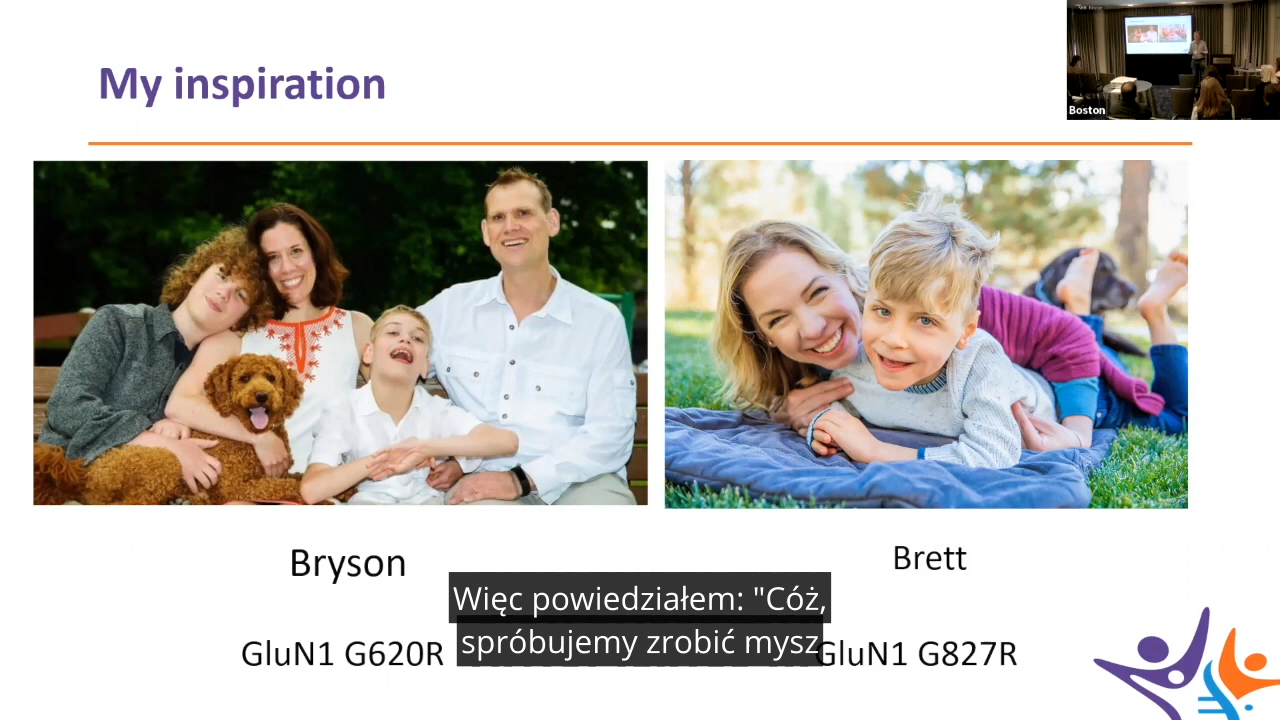 My inspiration
Boston
Bryson
Brett
Więc powiedziałem: "Cóż,
spróbujemy zrobić mysz
GluN1 G620R
GluN1 G827R